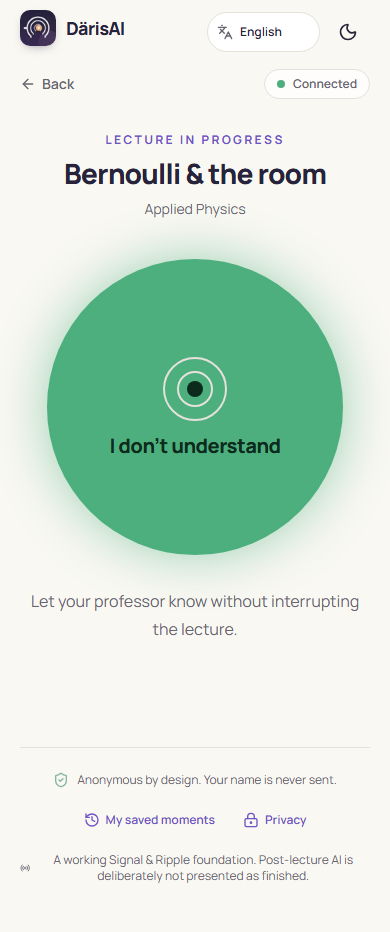 DärisAI
English
Back
Connected
LECTURE IN PROGRESS
Bernoulli & the room
Applied Physics
I don't understand
Let your professor know without interrupting
the lecture.
Anonymous by design. Your name is never sent.
My saved moments
Privacy
A working Signal & Ripple foundation. Post-lecture AI is
deliberately not presented as finished.